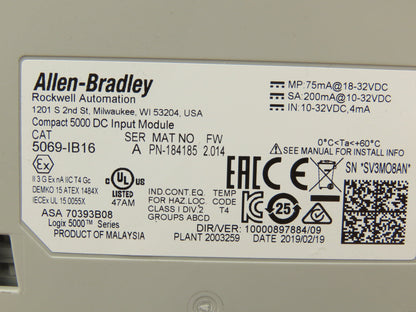 Allen-Bradley
Rockwell Automation
1201 S 2nd St, Milwaukee, WI 53204, USA
Compact 5000 DC Input Module
CAT SER MAT NO FW
5069-IB16 A PN-184185 2.014
MP: 75mA@18-32VDC
SA: 200mA@10-32VDC
IN: 10-32VDC, 4mA
0°C<Ta<+60°C
SEE MANUAL FOR INSTALL. INFO
Ex
II 3 G Ex nA IIC T4 Gc
DEMKO 15 ATEX 1484X
IECEx UL 15.0055X
c UL US
LISTED
47AM
IND.CONT.EQ.
FOR HAZ.LOC.
CLASS I DIV 2
GROUPS ABCD
TEMP
CODE
T4
EAC CE
25
SN "SV3MO8AN"
ASA 70393B08
Logix 5000™ Series
PRODUCT OF MALAYSIA
DIR/VER: 10000897884/09
PLANT 2003259 DATE 2019/02/19